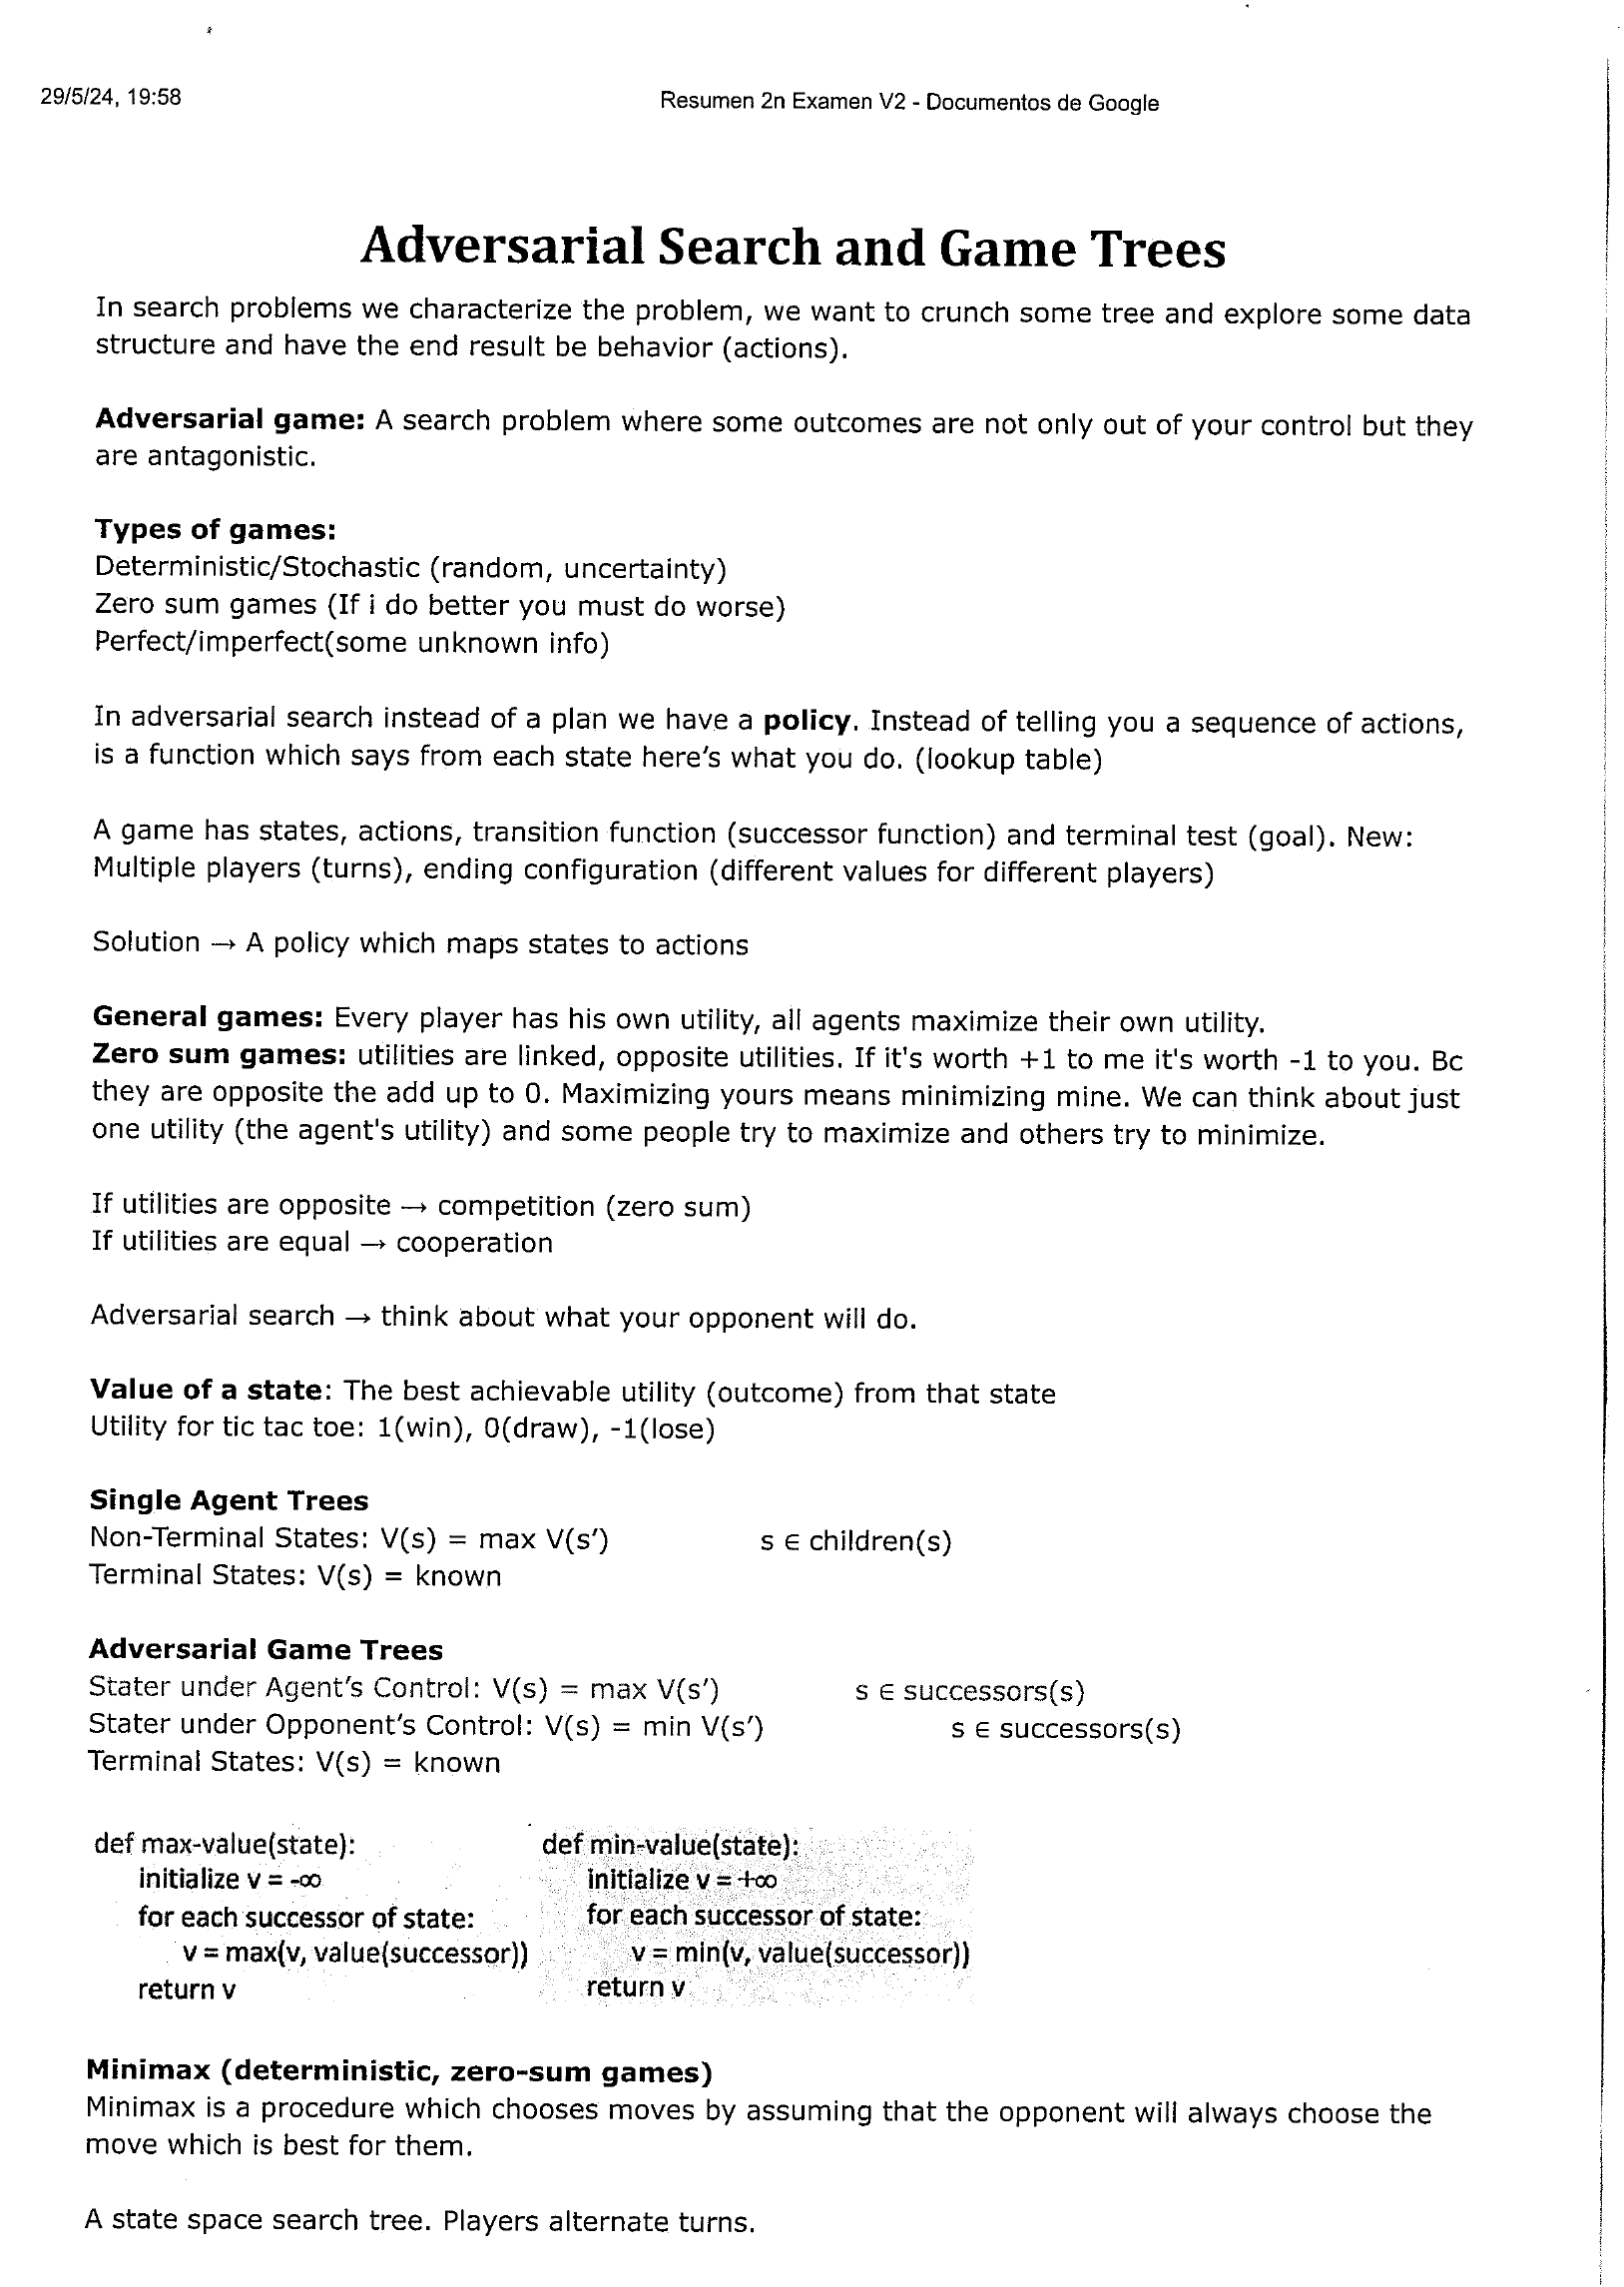 29/5/24, 19:58
Resumen 2n Examen V2 - Documentos de Google
Adversarial Search and Game Trees
In search problems we characterize the problem, we want to crunch some tree and explore some data
structure and have the end result be behavior (actions).
Adversarial game: A search problem where some outcomes are not only out of your control but they
are antagonistic.
Types of games:
Deterministic/Stochastic (random, uncertainty)
Zero sum games (If i do better you must do worse)
Perfect/imperfect(some unknown info)
In adversarial search instead of a plan we have a policy. Instead of telling you a sequence of actions,
is a function which says from each state here's what you do. (lookup table)
A game has states, actions, transition function (successor function) and terminal test (goal). New:
Multiple players (turns), ending configuration (different values for different players)
Solution → A policy which maps states to actions
General games: Every player has his own utility, all agents maximize their own utility.
Zero sum games: utilities are linked, opposite utilities. If it's worth +1 to me it's worth -1 to you. Bc
they are opposite the add up to 0. Maximizing yours means minimizing mine. We can think about just
one utility (the agent's utility) and some people try to maximize and others try to minimize.
If utilities are opposite → competition (zero sum)
If utilities are equal → cooperation
Adversarial search → think about what your opponent will do.
Value of a state: The best achievable utility (outcome) from that state
Utility for tic tac toe: 1(win), 0(draw), -1(lose)
Single Agent Trees
Non-Terminal States: V(s) = max V(s′) s ∈ children(s)
Terminal States: V(s) = known
Adversarial Game Trees
Stater under Agent's Control: V(s) = max V(s′) s ∈ successors(s)
Stater under Opponent's Control: V(s) = min V(s′) s ∈ successors(s)
Terminal States: V(s) = known
def max-value(state):
initialize v = -∞
for each successor of state:
v = max(v, value(successor))
return v
def min-value(state):
initialize v = +∞
for each successor of state:
v = min(v, value(successor))
return v
Minimax (deterministic, zero-sum games)
Minimax is a procedure which chooses moves by assuming that the opponent will always choose the
move which is best for them.
A state space search tree. Players alternate turns.